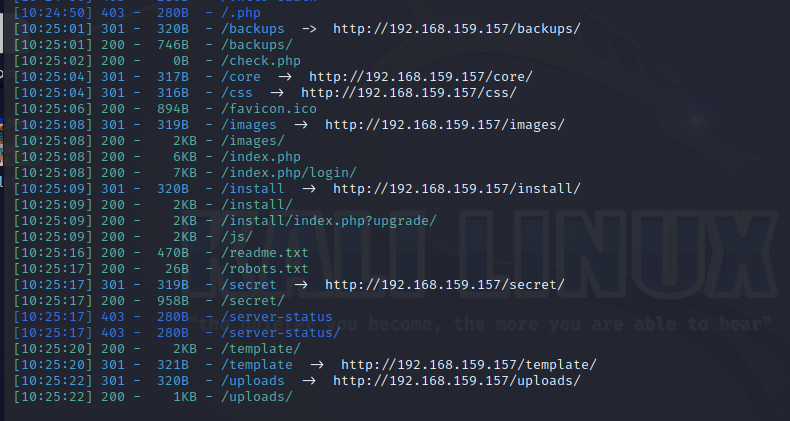 [10:24:50] 403 - 280B - /.php
[10:25:01] 301 - 320B - /backups -> http://192.168.159.157/backups/
[10:25:01] 200 - 746B - /backups/
[10:25:02] 200 - 0B - /check.php
[10:25:04] 301 - 317B - /core -> http://192.168.159.157/core/
[10:25:04] 301 - 316B - /css -> http://192.168.159.157/css/
[10:25:06] 200 - 894B - /favicon.ico
[10:25:08] 301 - 319B - /images -> http://192.168.159.157/images/
[10:25:08] 200 - 2KB - /images/
[10:25:08] 200 - 6KB - /index.php
[10:25:08] 200 - 7KB - /index.php/login/
[10:25:09] 301 - 320B - /install -> http://192.168.159.157/install/
[10:25:09] 200 - 2KB - /install/
[10:25:09] 200 - 2KB - /install/index.php?upgrade/
[10:25:09] 200 - 2KB - /js/
[10:25:16] 200 - 470B - /readme.txt
[10:25:17] 200 - 26B - /robots.txt
[10:25:17] 301 - 319B - /secret -> http://192.168.159.157/secret/
[10:25:17] 200 - 958B - /secret/
[10:25:17] 403 - 280B - /server-status
[10:25:17] 403 - 280B - /server-status/
[10:25:20] 200 - 2KB - /template/
[10:25:20] 301 - 321B - /template -> http://192.168.159.157/template/
[10:25:22] 301 - 320B - /uploads -> http://192.168.159.157/uploads/
[10:25:22] 200 - 1KB - /uploads/
KALI LINUX
you become, the more you are able to hear"